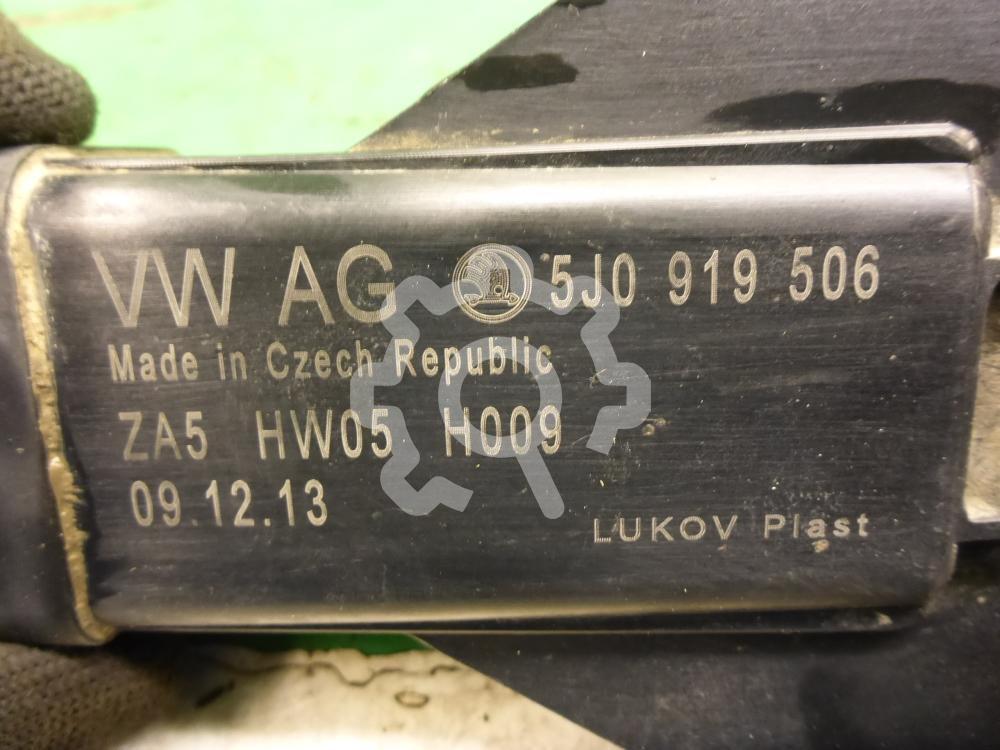 VW AG 5J0 919 506
Made in Czech Republic
ZA5 HW05 H009
09.12.13
LUKOV Plast